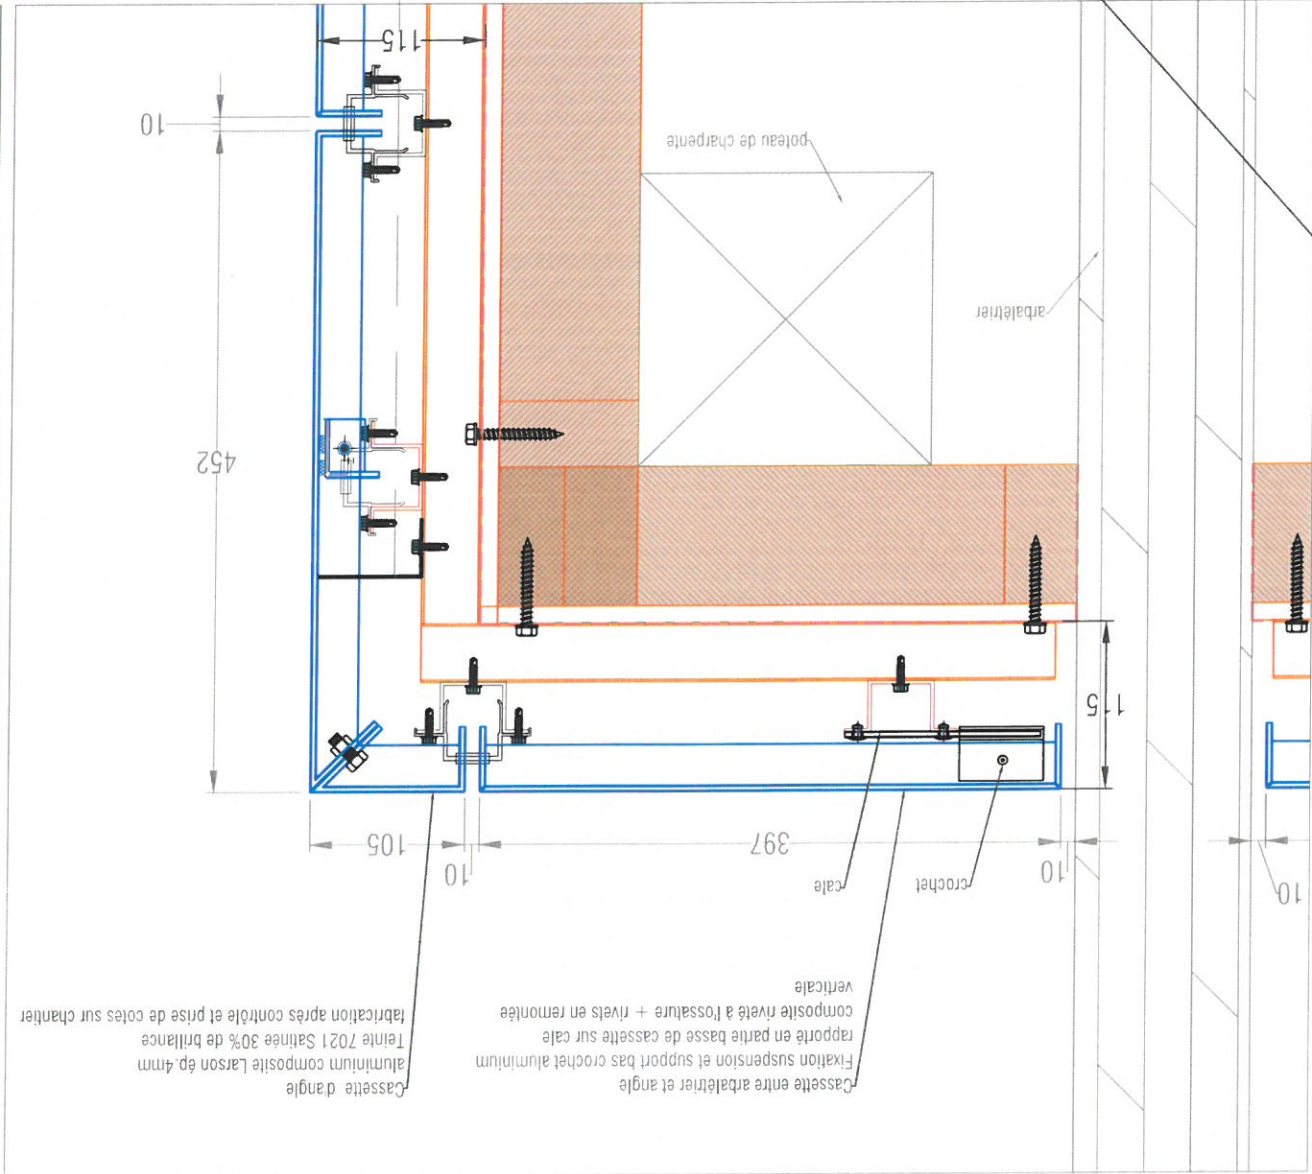 Cassette entre arbalétrier et angle
Fixation suspension et support bas crochet aluminium
rapporté en partie basse de cassette sur cale
composite riveté à l'ossature + rivets en remontée
verticale
Cassette d'angle
aluminium composite Larson ép.4mm
Teinte 7021 Satinée 30% de brillance
fabrication après contrôle et prise de cotes sur chantier
10
10
crochet
cale
397
10
105
115
452
arbalétrier
poteau de charpente
10
115